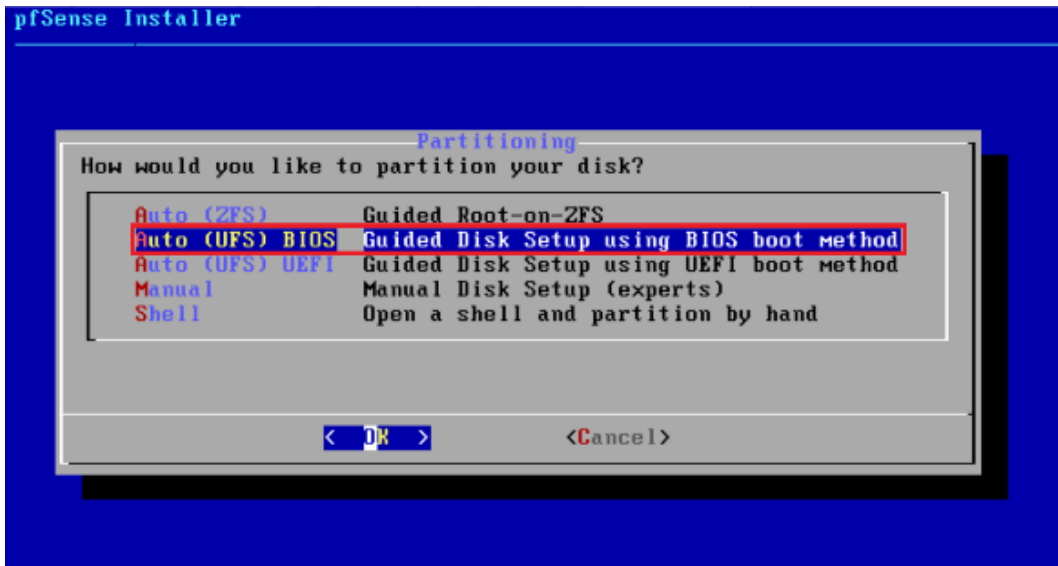 pfSense Installer
Partitioning
How would you like to partition your disk?
Auto (ZFS) Guided Root-on-ZFS
Auto (UFS) BIOS Guided Disk Setup using BIOS boot method
Auto (UFS) UEFI Guided Disk Setup using UEFI boot method
Manual Manual Disk Setup (experts)
Shell Open a shell and partition by hand
< OK > <Cancel>